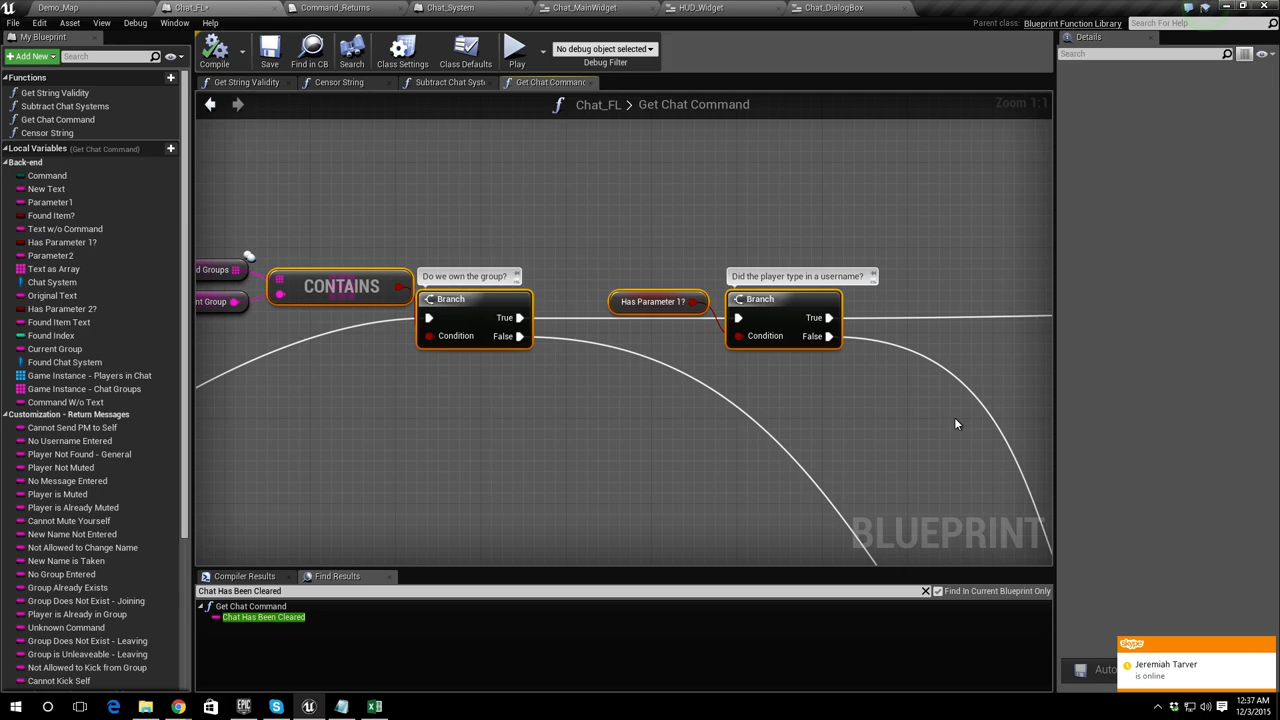 Demo_Map
Chat_FL*
Command_Returns
Chat_System
Chat_MainWidget
HUD_Widget
Chat_DialogBox
File
Edit
Asset
View
Debug
Window
Help
Parent class: Blueprint Function Library
Search For Help
My Blueprint
Details
Add New
Search
Compile
Save
Find in CB
Search
Class Settings
Class Defaults
Play
No debug object selected
Debug Filter
Search
Functions
Get String Validity
Subtract Chat Systems
Get Chat Command
Censor String
Get String Validity
Censor String
Subtract Chat Syst
Get Chat Comman
Chat_FL > Get Chat Command
Zoom 1:1
Local Variables (Get Chat Command)
Back-end
Command
New Text
Parameter1
Found Item?
Text w/o Command
Has Parameter 1?
Parameter2
Text as Array
Chat System
Original Text
Has Parameter 2?
Found Item Text
Found Index
Current Group
Found Chat System
Game Instance - Players in Chat
Game Instance - Chat Groups
Command W/o Text
Customization - Return Messages
Cannot Send PM to Self
No Username Entered
Player Not Found - General
Player Not Muted
No Message Entered
Player is Muted
Player is Already Muted
Cannot Mute Yourself
New Name Not Entered
Not Allowed to Change Name
New Name is Taken
No Group Entered
Group Already Exists
Group Does Not Exist - Joining
Player is Already in Group
Unknown Command
Group Does Not Exist - Leaving
Group is Unleaveable - Leaving
Not Allowed to Kick from Group
Cannot Kick Self
d Groups
nt Group
CONTAINS
Do we own the group?
Branch
True
Condition
False
Has Parameter 1?
Did the player type in a username?
Branch
True
Condition
False
BLUEPRINT
Compiler Results
Find Results
Chat Has Been Cleared
Find In Current Blueprint Only
Get Chat Command
Chat Has Been Cleared
Auto
skype
Jeremiah Tarver
is online
12:37 AM
12/3/2015